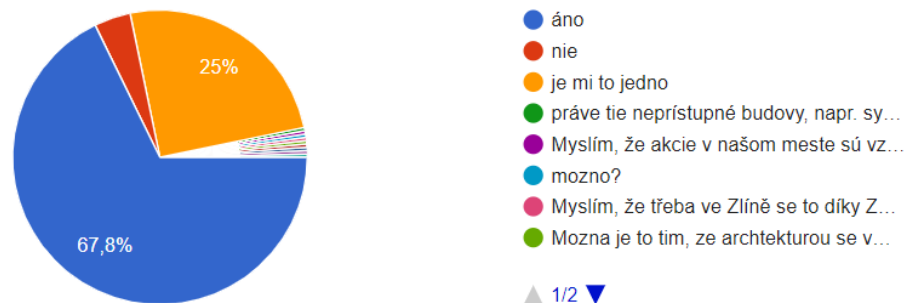 25%
67,8%
áno
nie
je mi to jedno
práve tie neprístupné budovy, napr. sy...
Myslím, že akcie v našom meste sú vz...
mozno?
Myslím, že třeba ve Zlíně se to díky Z...
Mozna je to tim, ze archtekturou se v...
1/2